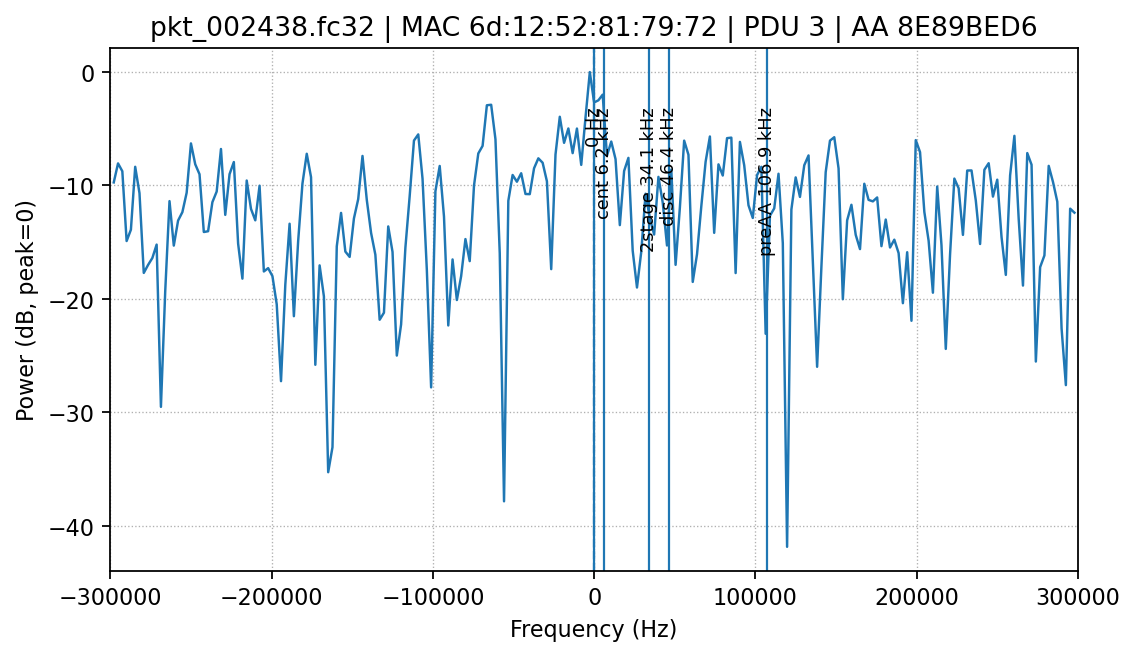 pkt_002438.fc32 | MAC 6d:12:52:81:79:72 | PDU 3 | AA 8E89BED6
Power (dB, peak=0)
0
−10
−20
−30
−40
0 Hz
cent 6.2 kHz
2stage 34.1 kHz
disc 46.4 kHz
preAA 106.9 kHz
−300000
−200000
−100000
0
100000
200000
300000
Frequency (Hz)